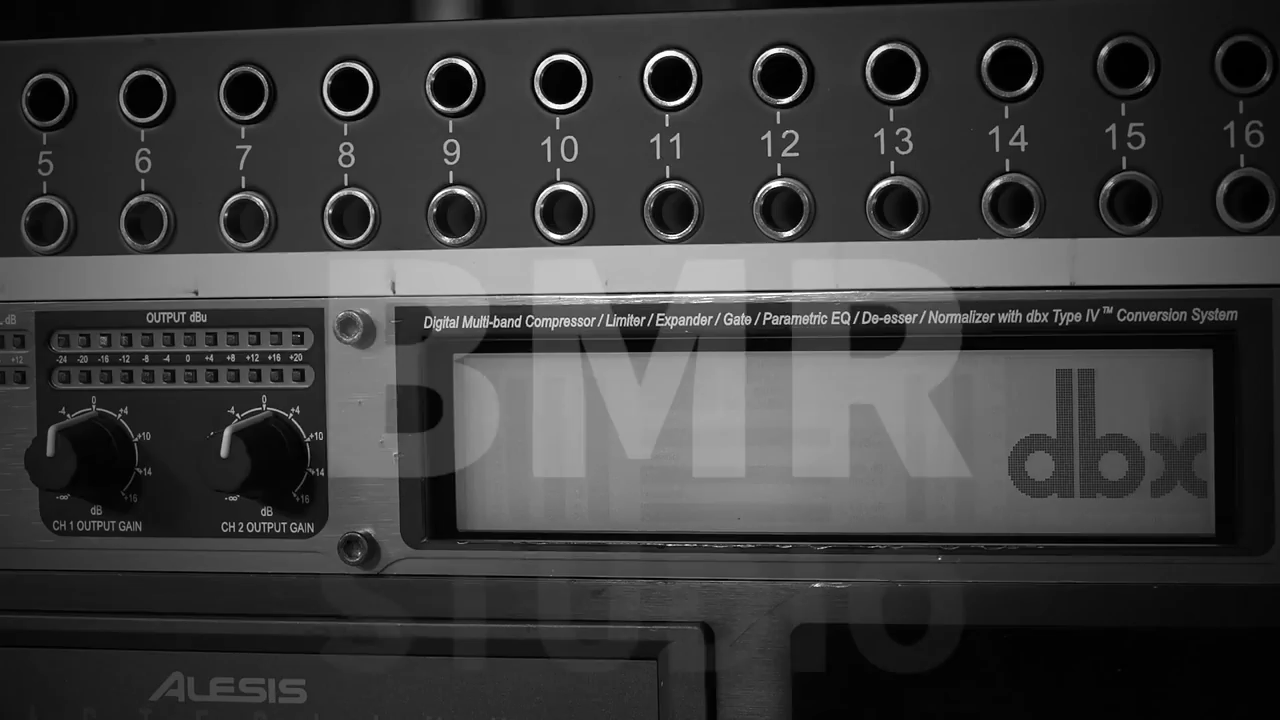 5 6 7 8 9 10 11 12 13 14 15 16
BMR
STUDIO
Digital Multi-band Compressor / Limiter / Expander / Gate / Parametric EQ / De-esser / Normalizer with dbx Type IV™ Conversion System
dB
+12
OUTPUT dBu
-24 -20 -16 -12 -8 -4 0 +4 +8 +12 +16 +20
-4 0 +4 +10 +14 +16 -∞
dB
CH 1 OUTPUT GAIN
-4 0 +4 +10 +14 +16 -∞
dB
CH 2 OUTPUT GAIN
dbx
ALESIS